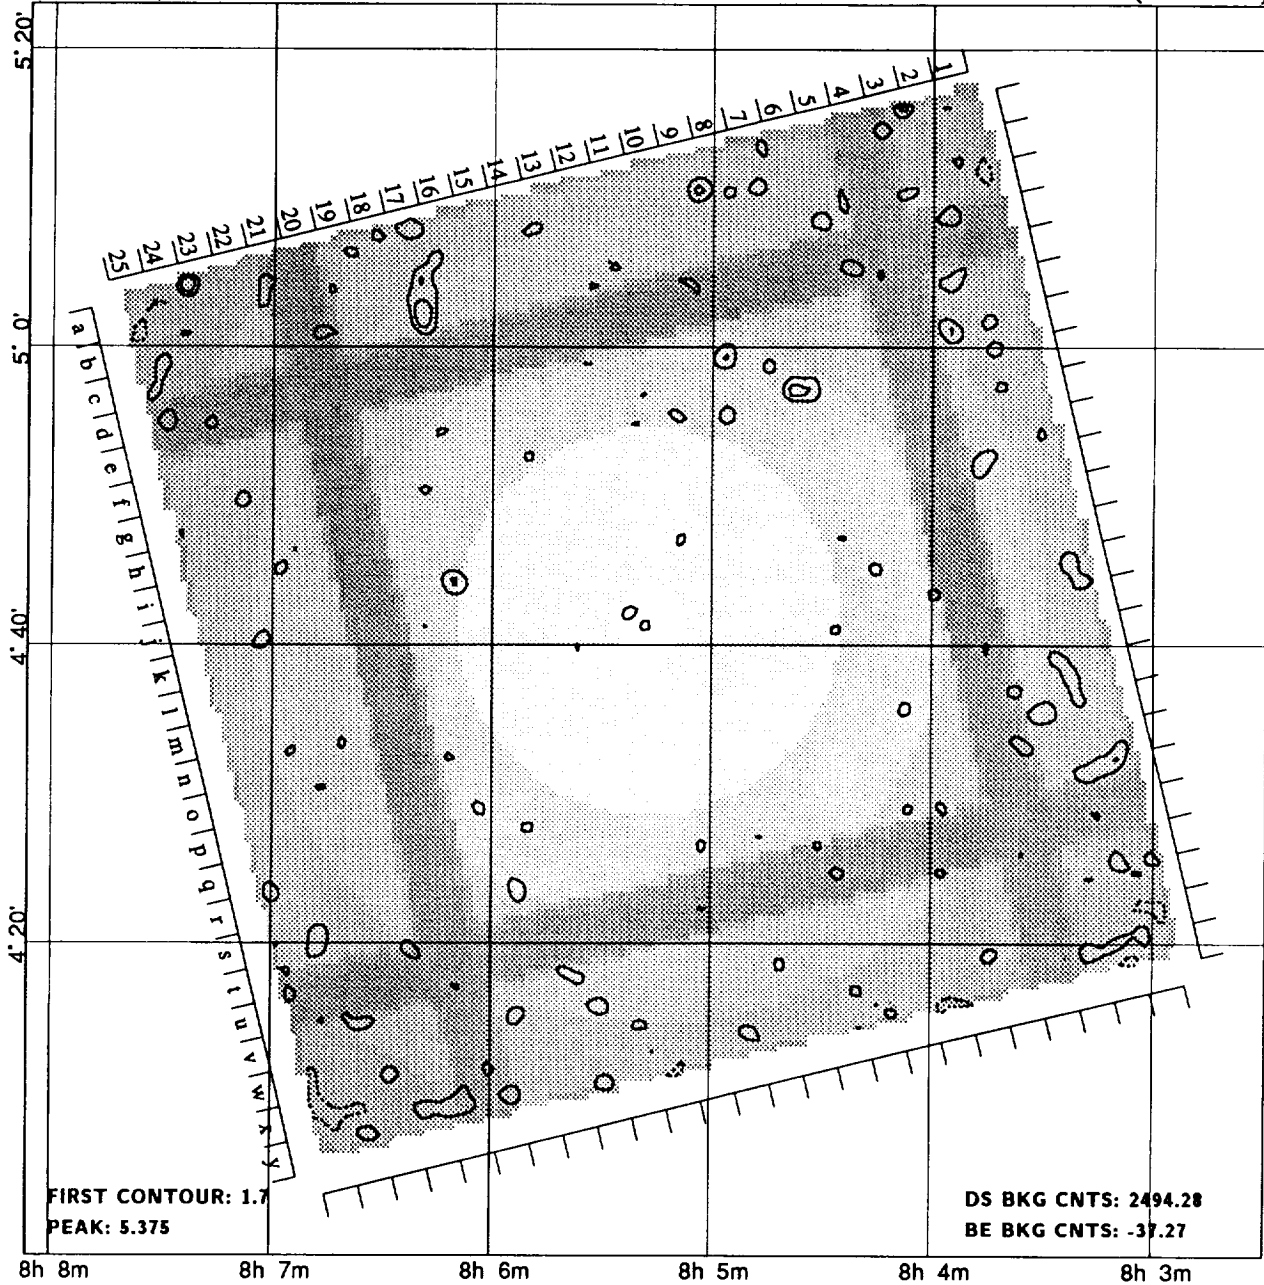 5° 20'
1
2
3
4
5
6
7
8
9
10
11
12
13
14
15
16
17
18
19
20
21
22
23
24
25
5° 0'
a
b
c
d
e
f
g
h
i
j
4° 40'
k
l
m
n
o
p
q
r
4° 20'
s
t
u
v
w
x
y
FIRST CONTOUR: 1.7
PEAK: 5.375
DS BKG CNTS: 2494.28
BE BKG CNTS: -37.27
8h 8m
8h 7m
8h 6m
8h 5m
8h 4m
8h 3m